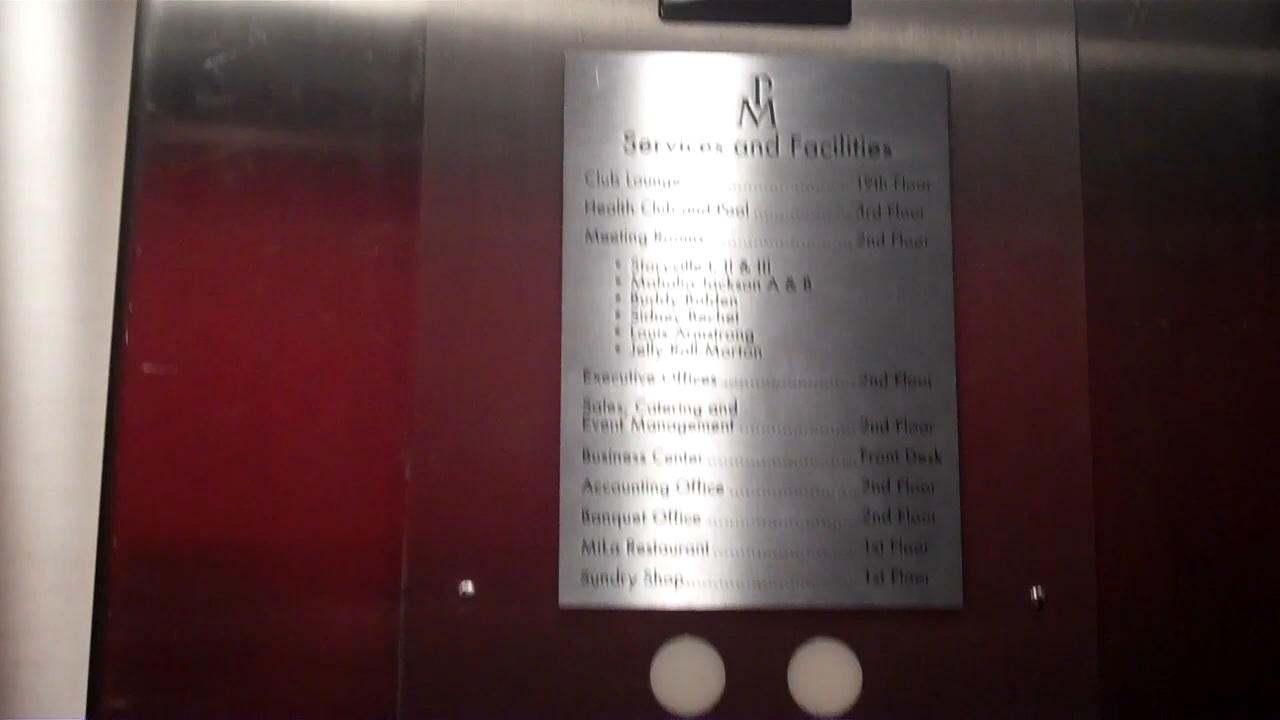 PM
Services and Facilities
Club Lounge ........................ 19th Floor
Health Club and Pool ................ 3rd Floor
Meeting Rooms ........................ 2nd Floor
• Storyville I, II & III
• Mahalia Jackson A & B
• Buddy Bolden
• Sidney Bechet
• Louis Armstrong
• Jelly Roll Morton
Executive Offices ...................... 2nd Floor
Sales, Catering and
Event Management .................. 2nd Floor
Business Center ...................... Front Desk
Accounting Office .................... 2nd Floor
Banquet Office ...................... 2nd Floor
MiLa Restaurant ...................... 1st Floor
Sundry Shop .......................... 1st Floor